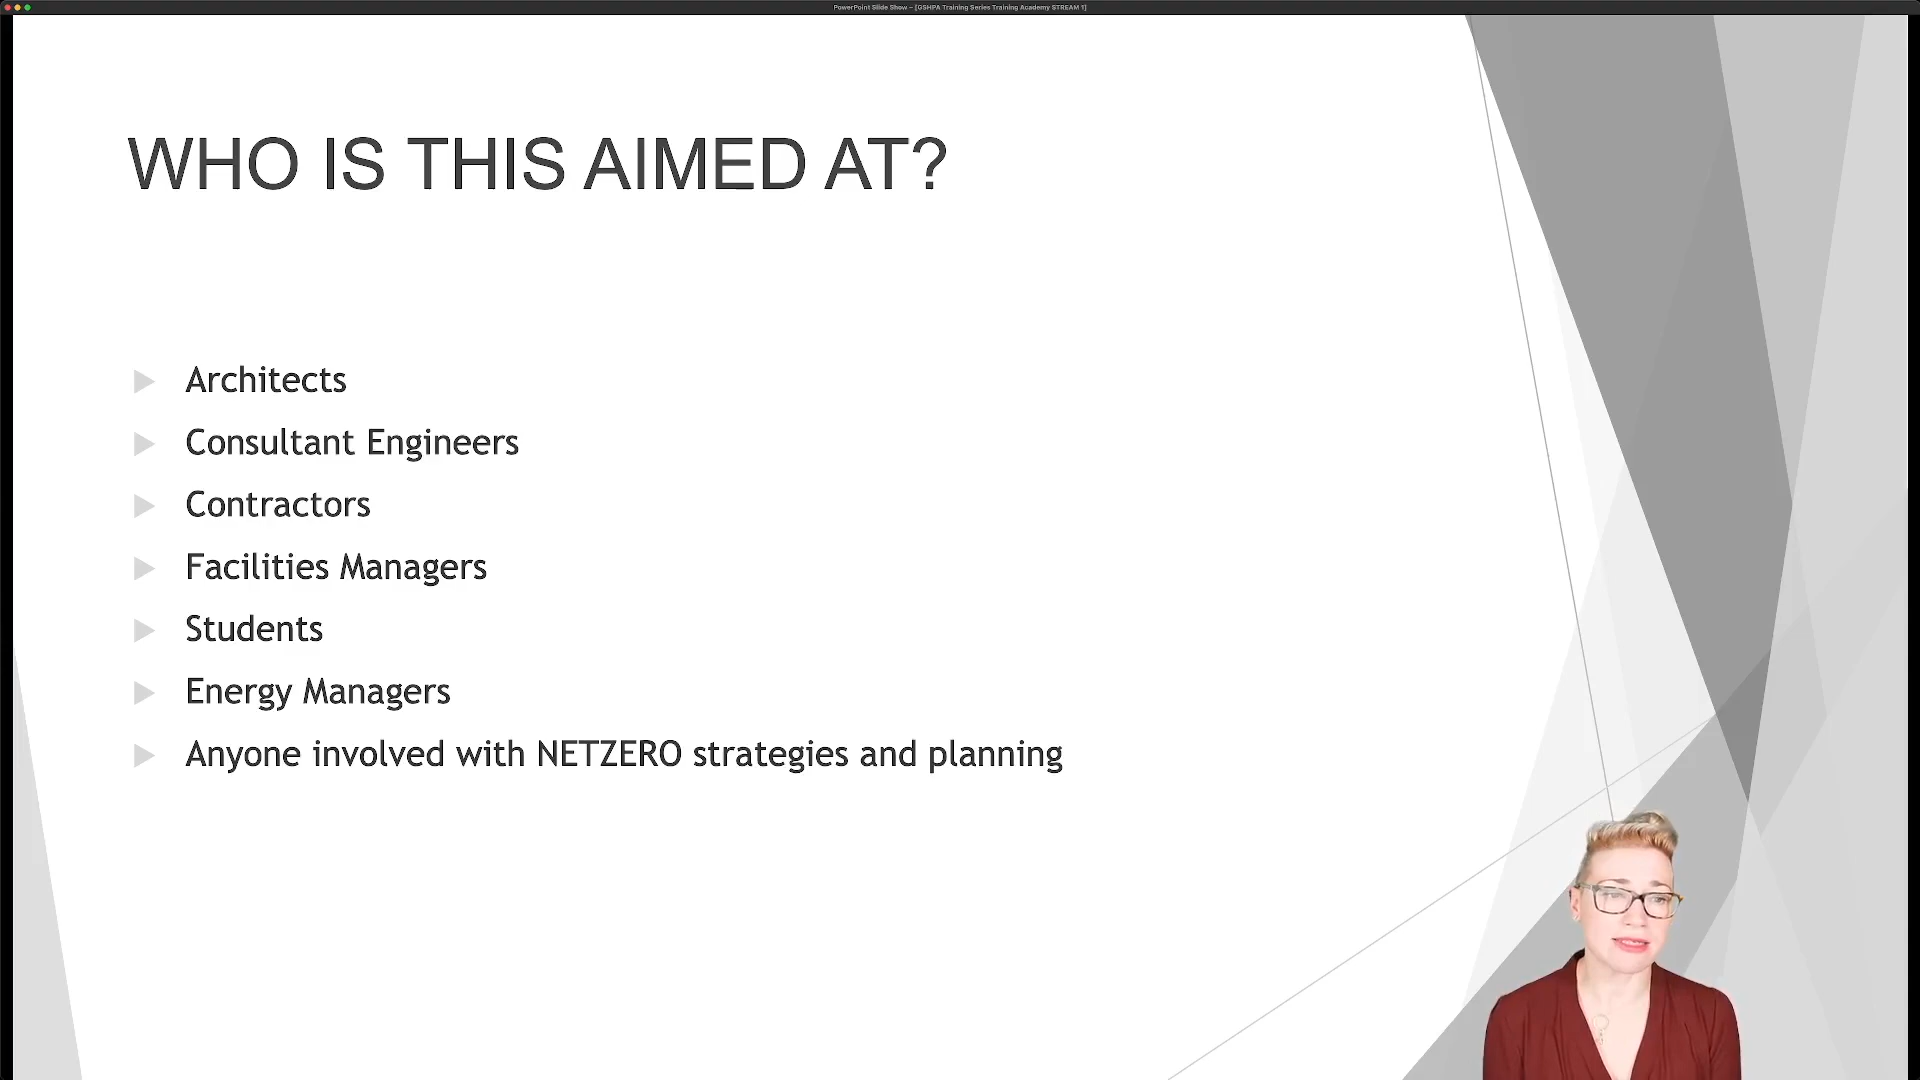 PowerPoint Slide Show - [GSHPA Training Series Training Academy STREAM 1]
WHO IS THIS AIMED AT?
Architects
Consultant Engineers
Contractors
Facilities Managers
Students
Energy Managers
Anyone involved with NETZERO strategies and planning